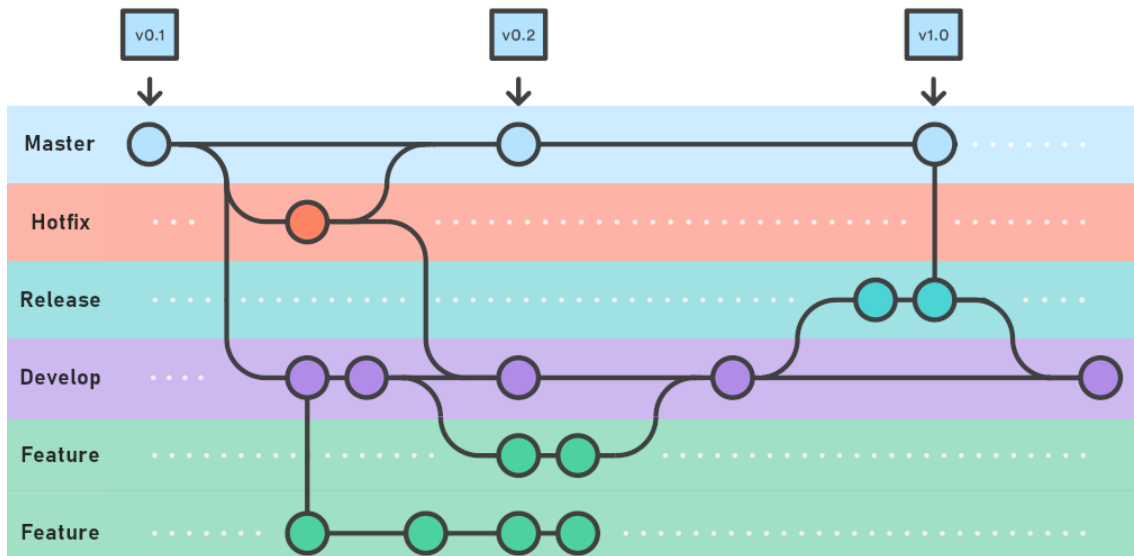 v0.1
v0.2
v1.0
Master
Hotfix
Release
Develop
Feature
Feature